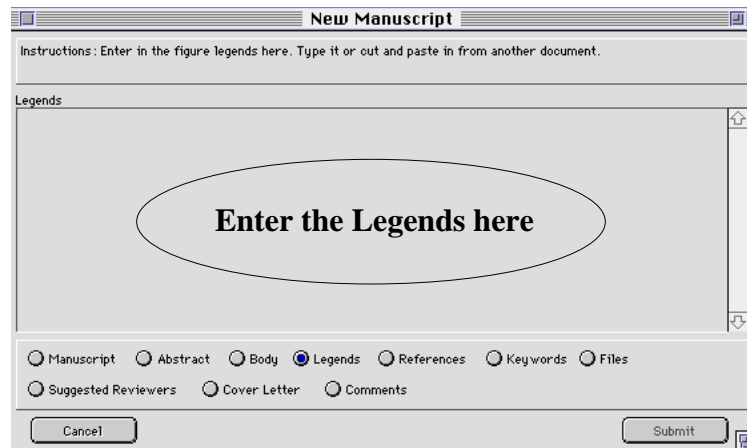 New Manuscript
Instructions: Enter in the figure legends here. Type it or cut and paste in from another document.
Legends
Enter the Legends here
Manuscript Abstract Body Legends References Keywords Files
Suggested Reviewers Cover Letter Comments
Cancel Submit